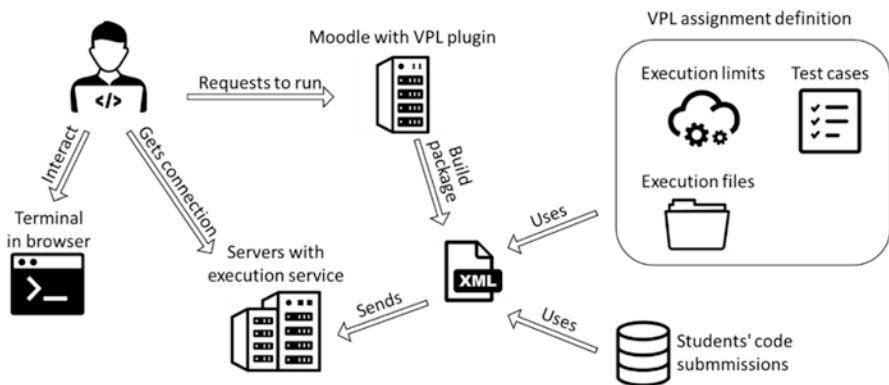 VPL assignment definition
Moodle with VPL plugin
Execution limits
Test cases
Requests to run
</>
Interact
Gets connection
Build
package
Execution files
Uses
Terminal
in browser
Servers with
execution service
XML
Sends
Uses
Students' code
submmissions